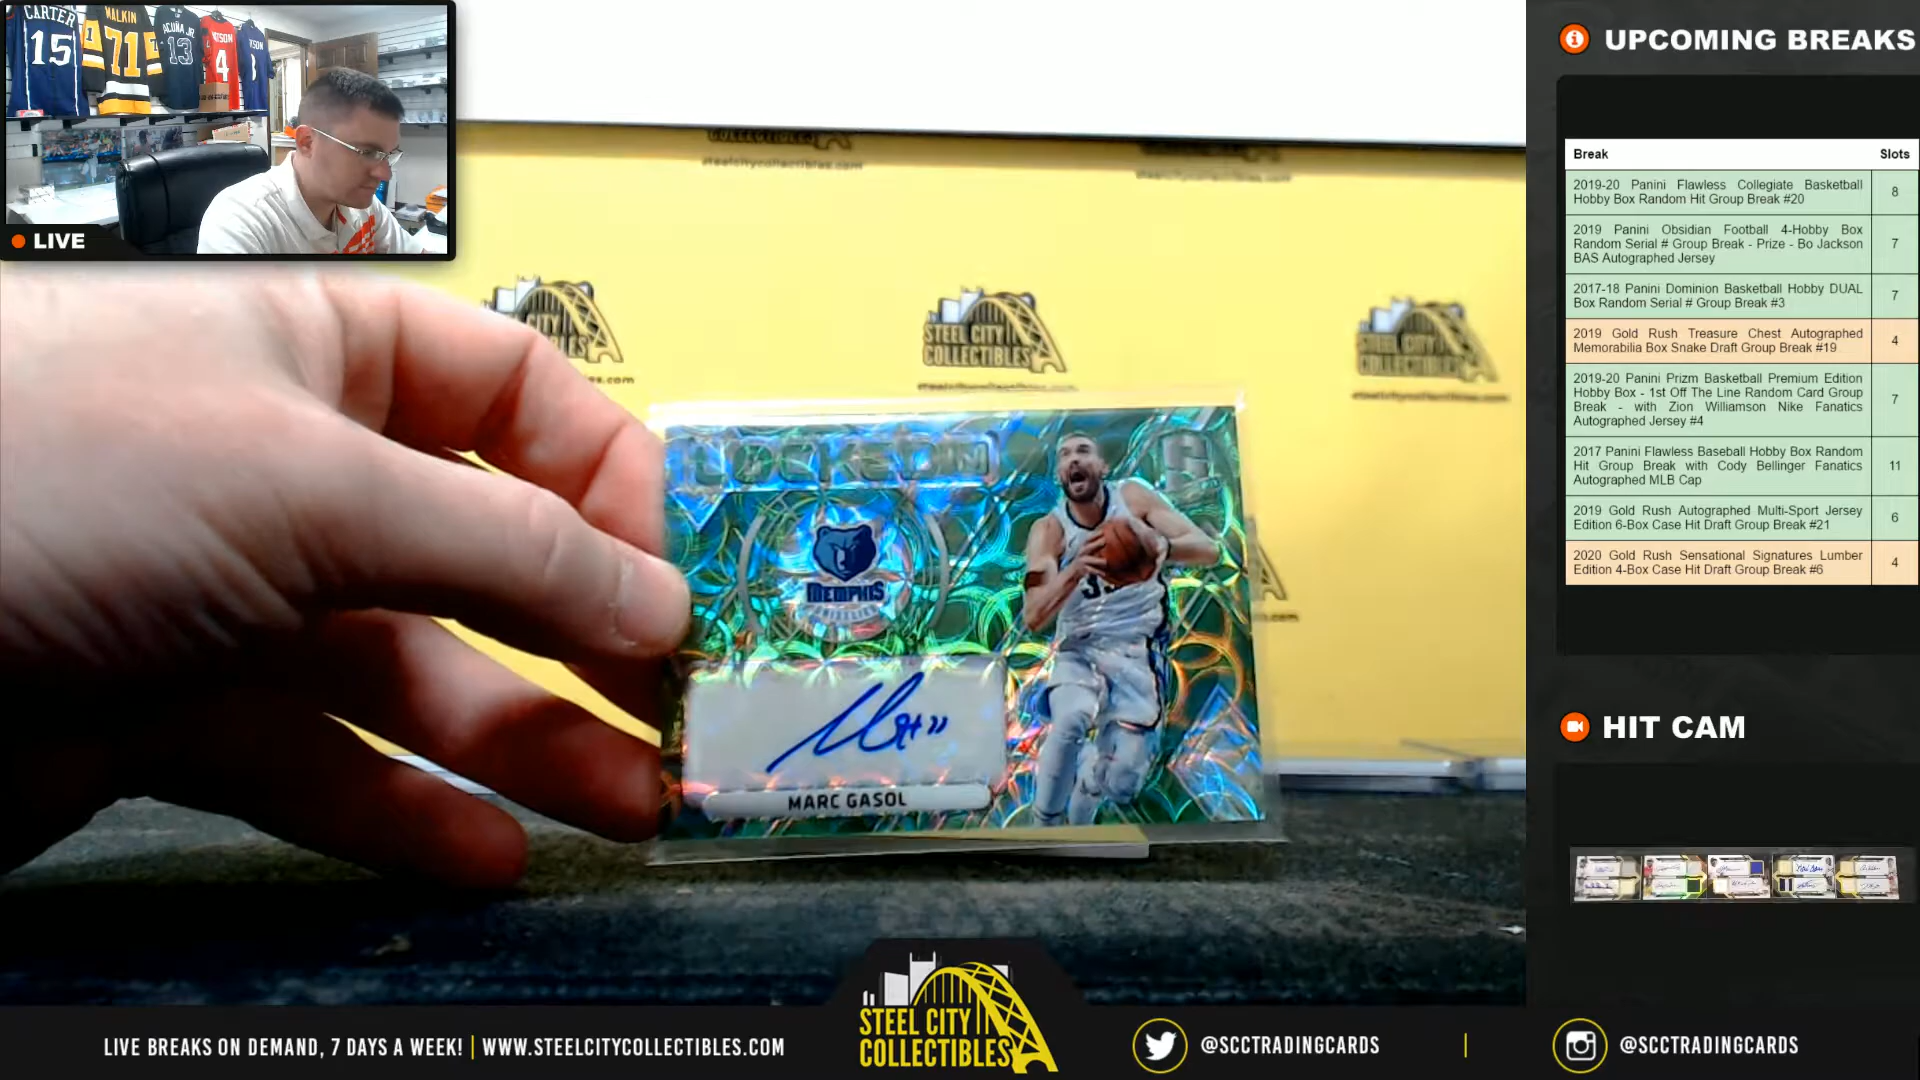 CARTER
15
MALKIN
71
ACUÑA JR
13
4
LIVE
steelcitycollectibles.com
STEEL CITY
COLLECTIBLES
LOCKED IN
MEMPHIS
MARC GASOL
UPCOMING BREAKS
Break Slots
2019-20 Panini Flawless Collegiate Basketball
Hobby Box Random Hit Group Break #20
8
2019 Panini Obsidian Football 4-Hobby Box
Random Serial # Group Break - Prize - Bo Jackson
BAS Autographed Jersey
7
2017-18 Panini Dominion Basketball Hobby DUAL
Box Random Serial # Group Break #3
7
2019 Gold Rush Treasure Chest Autographed
Memorabilia Box Snake Draft Group Break #19
4
2019-20 Panini Prizm Basketball Premium Edition
Hobby Box - 1st Off The Line Random Card Group
Break - with Zion Williamson Nike Fanatics
Autographed Jersey #4
7
2017 Panini Flawless Baseball Hobby Box Random
Hit Group Break with Cody Bellinger Fanatics
Autographed MLB Cap
11
2019 Gold Rush Autographed Multi-Sport Jersey
Edition 6-Box Case Hit Draft Group Break #21
6
2020 Gold Rush Sensational Signatures Lumber
Edition 4-Box Case Hit Draft Group Break #6
4
HIT CAM
LIVE BREAKS ON DEMAND, 7 DAYS A WEEK! | WWW.STEELCITYCOLLECTIBLES.COM
STEEL CITY
COLLECTIBLES
@SCCTRADINGCARDS
@SCCTRADINGCARDS